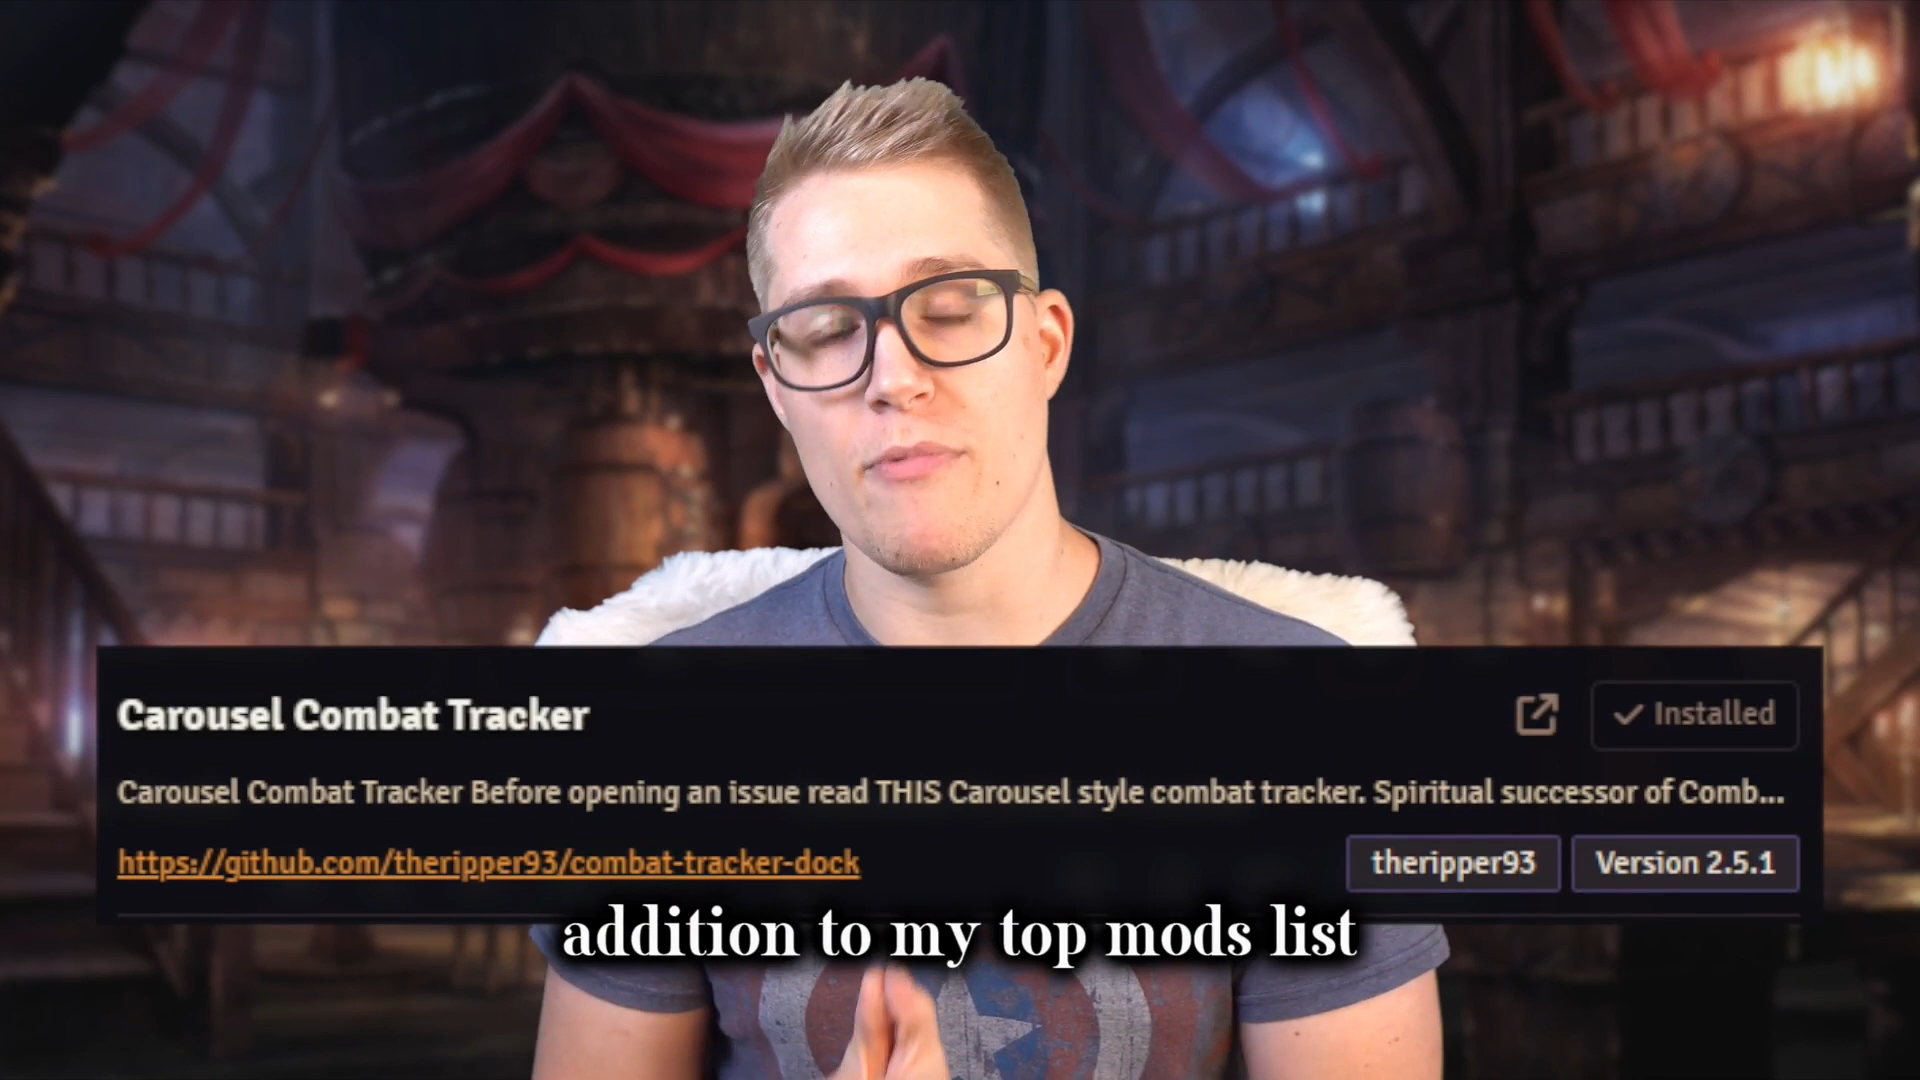 Carousel Combat Tracker
Installed
Carousel Combat Tracker Before opening an issue read THIS Carousel style combat tracker. Spiritual successor of Comb...
https://github.com/theripper93/combat-tracker-dock
theripper93
Version 2.5.1
addition to my top mods list